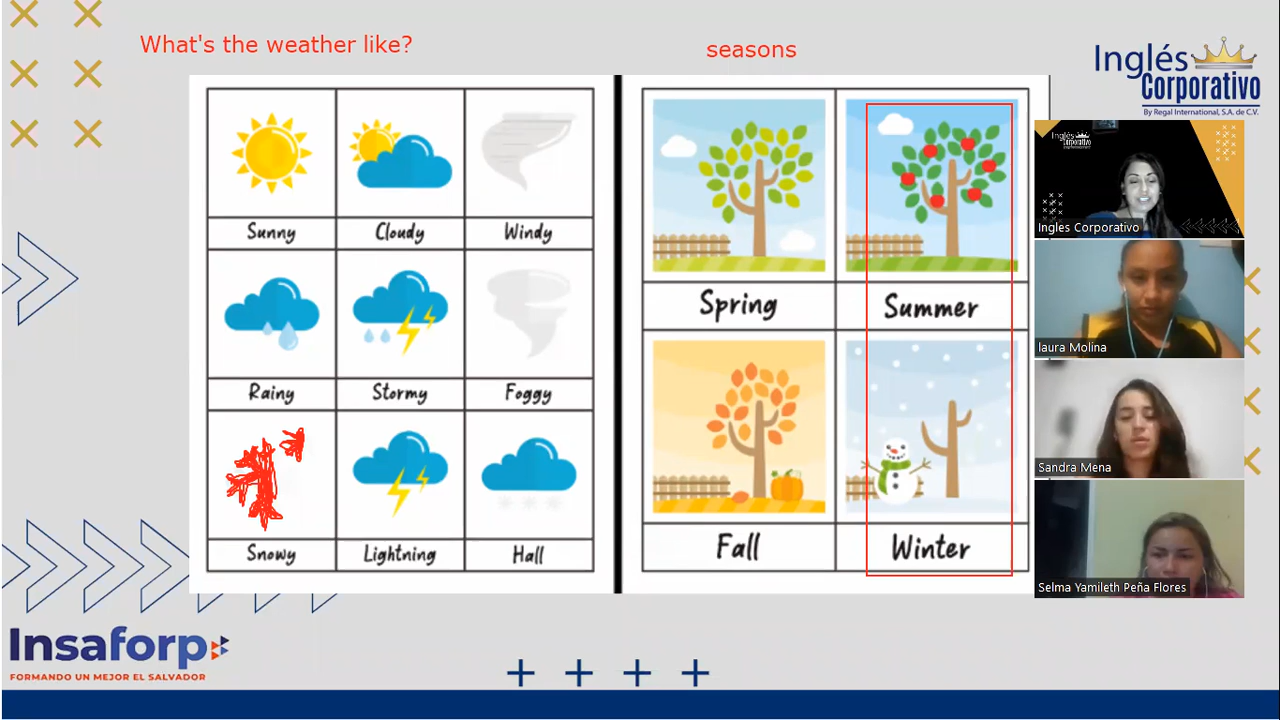 What's the weather like?
seasons
Inglés
Corporativo
By Regal International, S.A. de C.V.
Sunny
Cloudy
Windy
Rainy
Stormy
Foggy
Snowy
Lightning
Hall
Spring
Summer
Fall
Winter
Inglés
Corporativo
Ingles Corporativo
laura Molina
Sandra Mena
Selma Yamileth Peña Flores
Insaforp
FORMANDO UN MEJOR EL SALVADOR